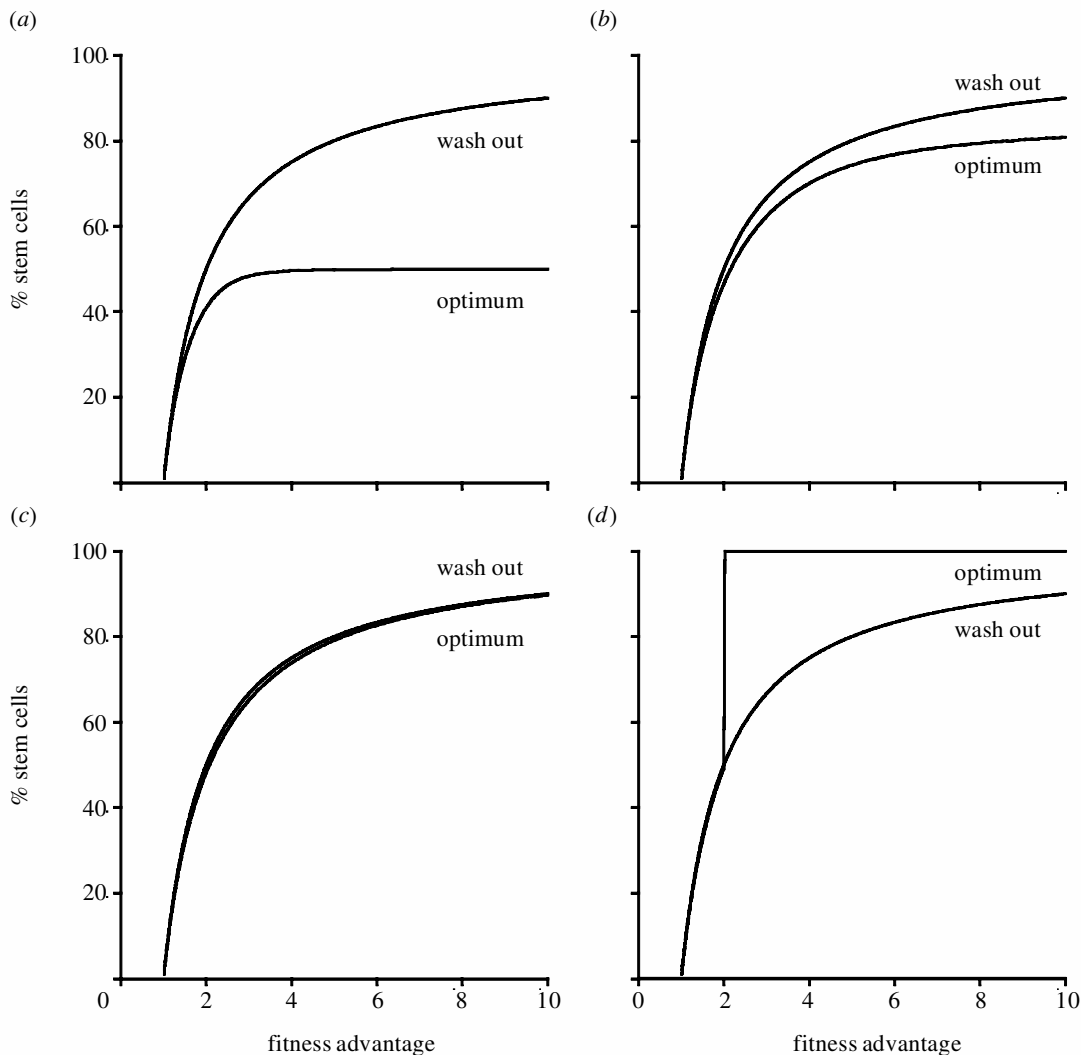 (a)
(b)
100
80
60
40
20
% stem cells
wash out
optimum
wash out
optimum
(c)
(d)
100
80
60
40
20
0 2 4 6 8 10
% stem cells
fitness advantage
wash out
optimum
0 2 4 6 8 10
fitness advantage
optimum
wash out